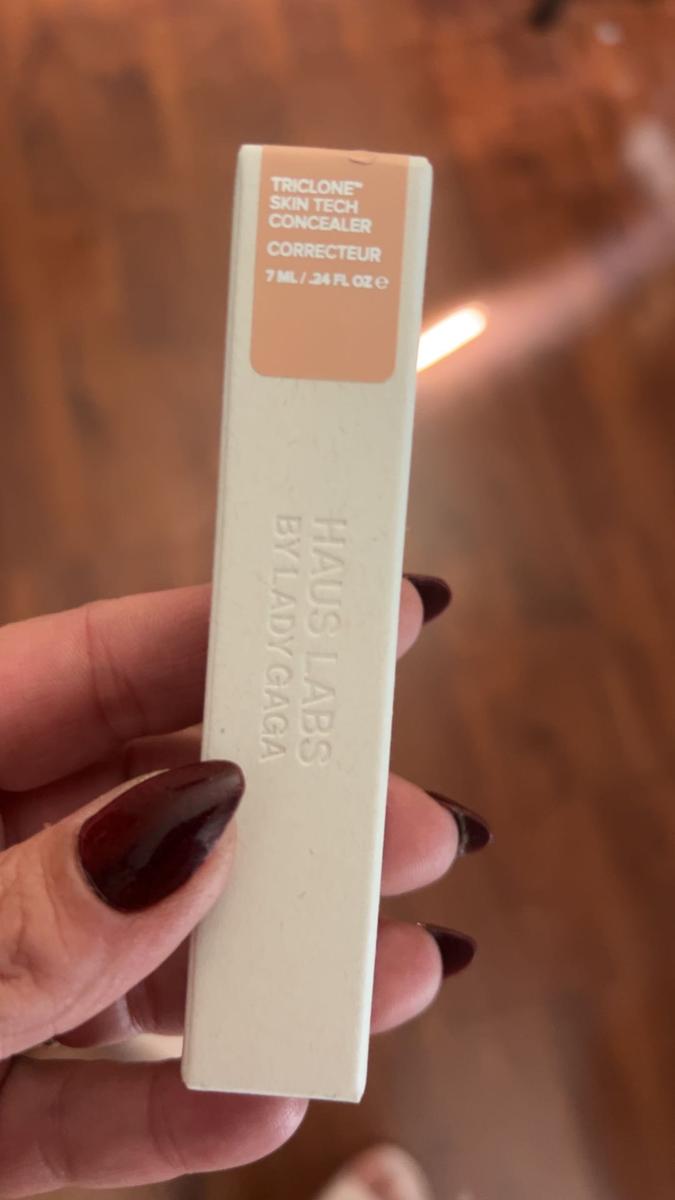 TRICLONE™
SKIN TECH
CONCEALER
CORRECTEUR
7 ML / .24 FL OZ ℮
HAUS LABS
BY LADY GAGA